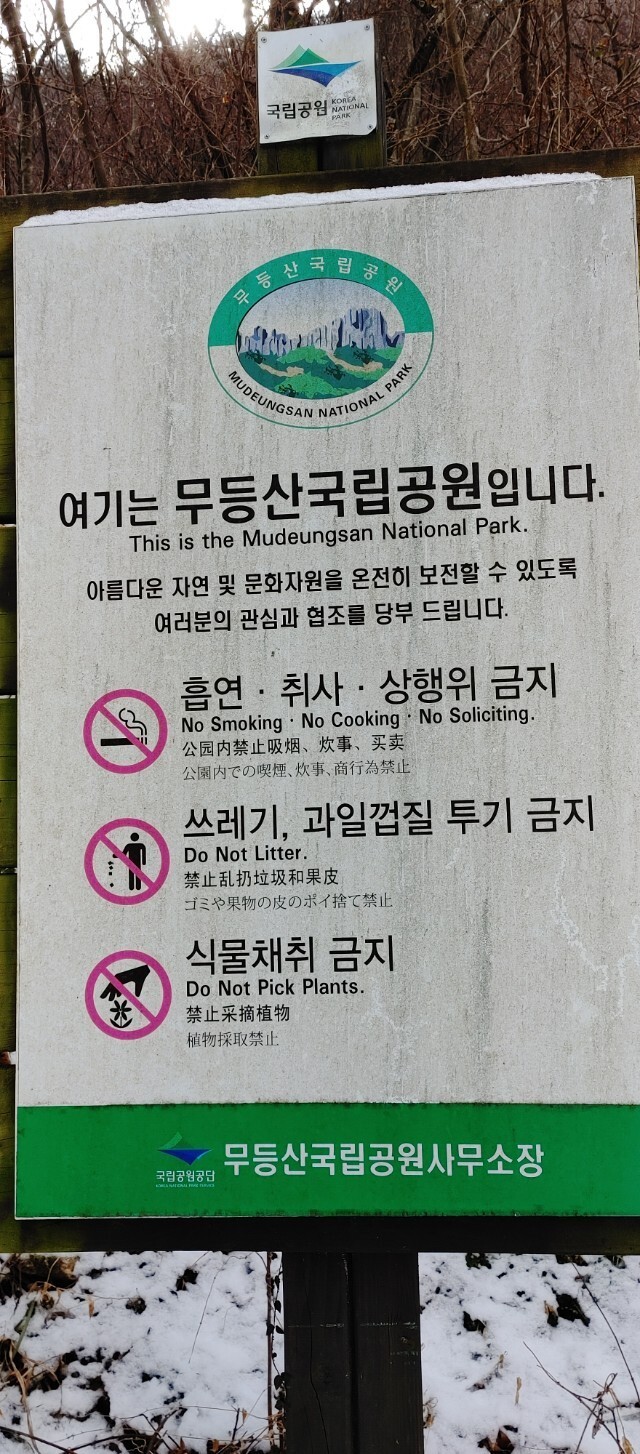 국립공원
KOREA
NATIONAL
PARK
무등산국립공원
MUDEUNGSAN NATIONAL PARK
여기는 무등산국립공원입니다.
This is the Mudeungsan National Park.
아름다운 자연 및 문화자원을 온전히 보전할 수 있도록
여러분의 관심과 협조를 당부 드립니다.
흡연 · 취사 · 상행위 금지
No Smoking · No Cooking · No Soliciting.
公园内禁止吸烟、炊事、买卖
公園内での喫煙、炊事、商行為禁止
쓰레기, 과일껍질 투기 금지
Do Not Litter.
禁止乱扔垃圾和果皮
ゴミや果物の皮のポイ捨て禁止
식물채취 금지
Do Not Pick Plants.
禁止采摘植物
植物採取禁止
국립공원공단
KOREA NATIONAL PARK SERVICE
무등산국립공원사무소장